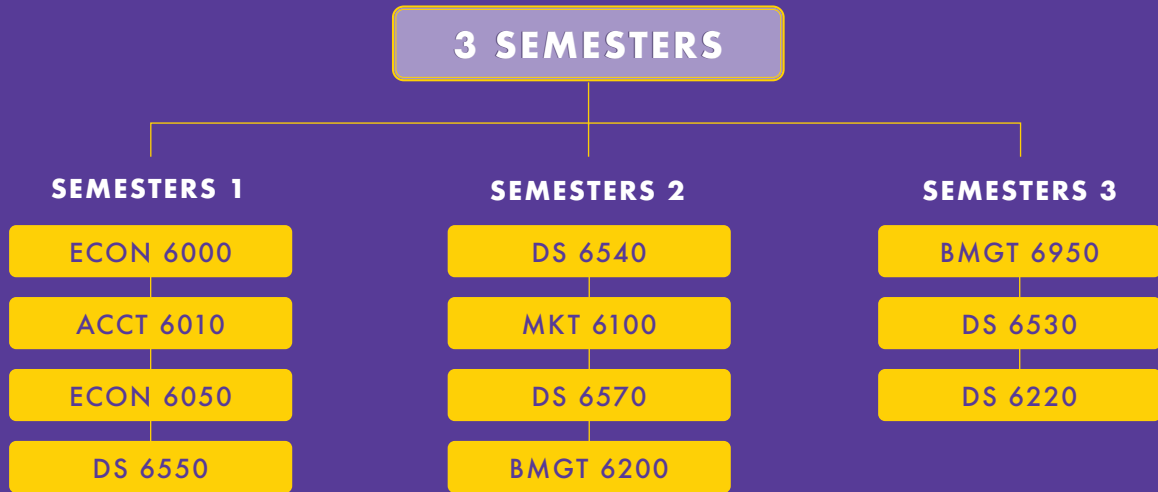 3 SEMESTERS
SEMESTERS 1
ECON 6000
ACCT 6010
ECON 6050
DS 6550
SEMESTERS 2
DS 6540
MKT 6100
DS 6570
BMGT 6200
SEMESTERS 3
BMGT 6950
DS 6530
DS 6220